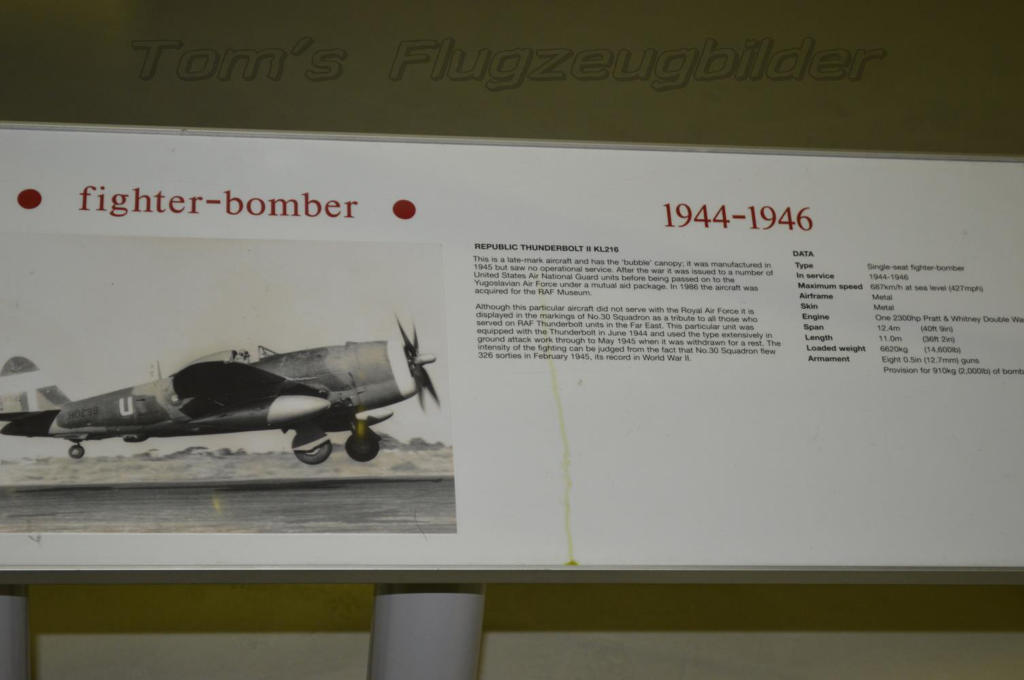 Tom's Flugzeugbilder
fighter-bomber
1944-1946
REPUBLIC THUNDERBOLT II KL216
This is a late-mark aircraft and has the 'bubble' canopy; it was manufactured in
1945 but saw no operational service. After the war it was issued to a number of
United States Air National Guard units before being passed on to the
Yugoslavian Air Force under a mutual aid package. In 1986 the aircraft was
acquired for the RAF Museum.
Although this particular aircraft did not serve with the Royal Air Force it is
displayed in the markings of No.30 Squadron as a tribute to all those who
served on RAF Thunderbolt units in the Far East. This particular unit was
equipped with the Thunderbolt in June 1944 and used the type extensively in
ground attack work through to May 1945 when it was withdrawn for a rest. The
intensity of the fighting can be judged from the fact that No.30 Squadron flew
326 sorties in February 1945, its record in World War II.
DATA
Type Single-seat fighter-bomber
In service 1944-1946
Maximum speed 687km/h at sea level (427mph)
Airframe Metal
Skin Metal
Engine One 2300hp Pratt & Whitney Double Wa
Span 12.4m (40ft 9in)
Length 11.0m (36ft 2in)
Loaded weight 6620kg (14,600lb)
Armament Eight 0.5in (12.7mm) guns
Provision for 910kg (2,000lb) of bomb
U